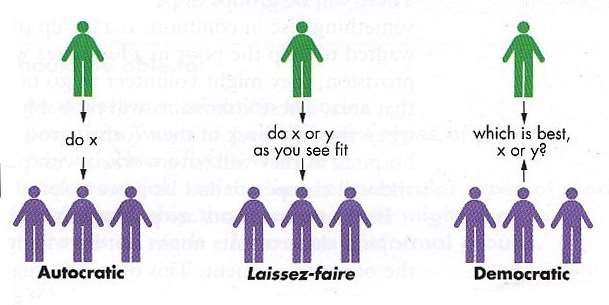 do x
do x or y
as you see fit
which is best,
x or y?
Autocratic
Laissez-faire
Democratic